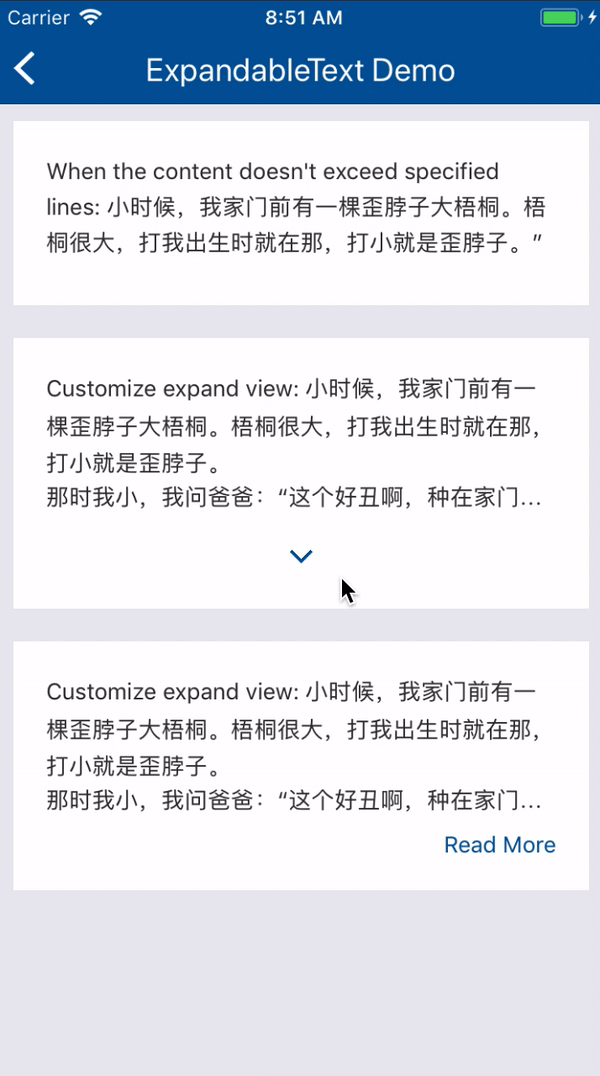 Carrier
8:51 AM
ExpandableText Demo
When the content doesn't exceed specified
lines: 小时候，我家门前有一棵歪脖子大梧桐。梧
桐很大，打我出生时就在那，打小就是歪脖子。”
Customize expand view: 小时候，我家门前有一
棵歪脖子大梧桐。梧桐很大，打我出生时就在那，
打小就是歪脖子。
那时我小，我问爸爸：“这个好丑啊，种在家门...
Customize expand view: 小时候，我家门前有一
棵歪脖子大梧桐。梧桐很大，打我出生时就在那，
打小就是歪脖子。
那时我小，我问爸爸：“这个好丑啊，种在家门...
Read More